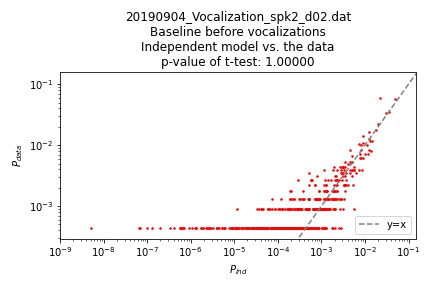 20190904_Vocalization_spk2_d02.dat
Baseline before vocalizations
Independent model vs. the data
p-value of t-test: 1.00000
10⁻¹
10⁻²
10⁻³
P_data
y=x
10⁻⁹ 10⁻⁸ 10⁻⁷ 10⁻⁶ 10⁻⁵ 10⁻⁴ 10⁻³ 10⁻² 10⁻¹
P_ind